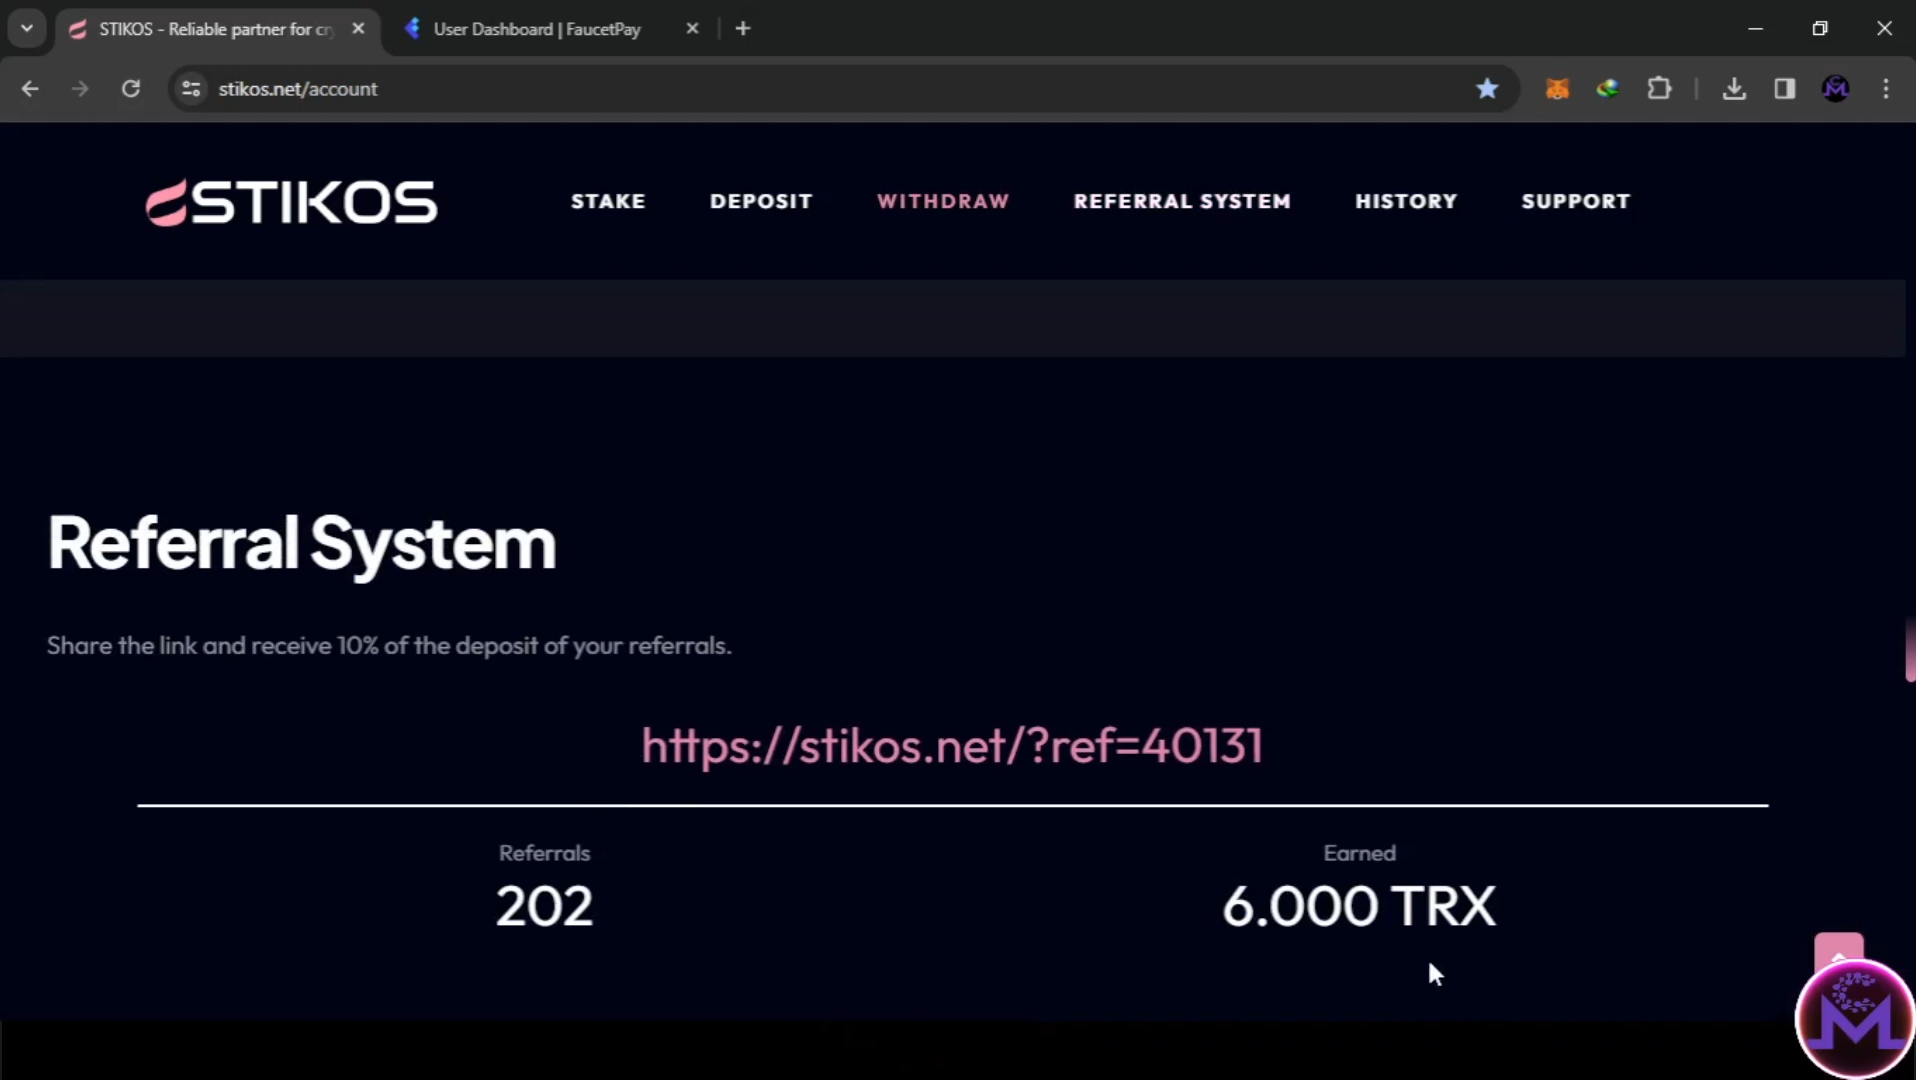 STIKOS - Reliable partner for cr
User Dashboard | FaucetPay
stikos.net/account
STIKOS
STAKE
DEPOSIT
WITHDRAW
REFERRAL SYSTEM
HISTORY
SUPPORT
Referral System
Share the link and receive 10% of the deposit of your referrals.
https://stikos.net/?ref=40131
Referrals
Earned
202
6.000 TRX